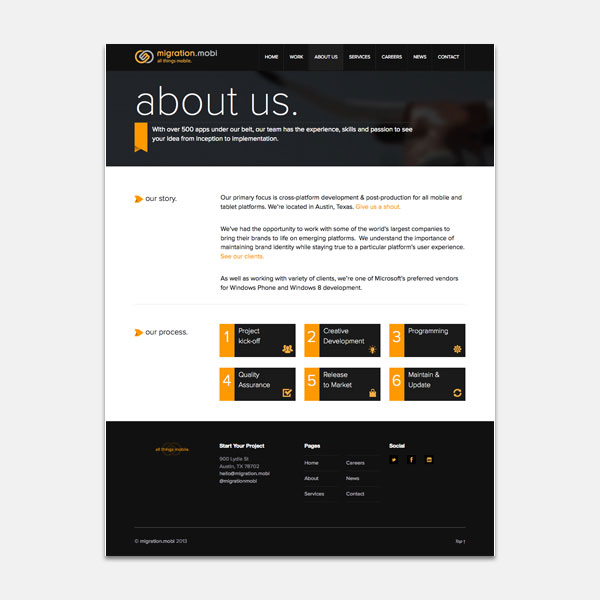 migration.mobi
all things mobile.
HOME WORK ABOUT US SERVICES CAREERS NEWS CONTACT
about us.
With over 500 apps under our belt, our team has the experience, skills and passion to see
your idea from inception to implementation.
our story.
Our primary focus is cross-platform development & post-production for all mobile and
tablet platforms. We're located in Austin, Texas. Give us a shout.
We've had the opportunity to work with some of the world's largest companies to
bring their brands to life on emerging platforms. We understand the importance of
maintaining brand identity while staying true to a particular platform's user experience.
See our clients.
As well as working with variety of clients, we're one of Microsoft's preferred vendors
for Windows Phone and Windows 8 development.
our process.
1 Project
kick-off
2 Creative
Development
3 Programming
4 Quality
Assurance
5 Release
to Market
6 Maintain &
Update
all things mobile.
Start Your Project
900 Lydia St
Austin, TX 78702
hello@migration.mobi
@migrationmobi
Pages
Home Careers
About News
Services Contact
Social
© migration.mobi 2013
Top